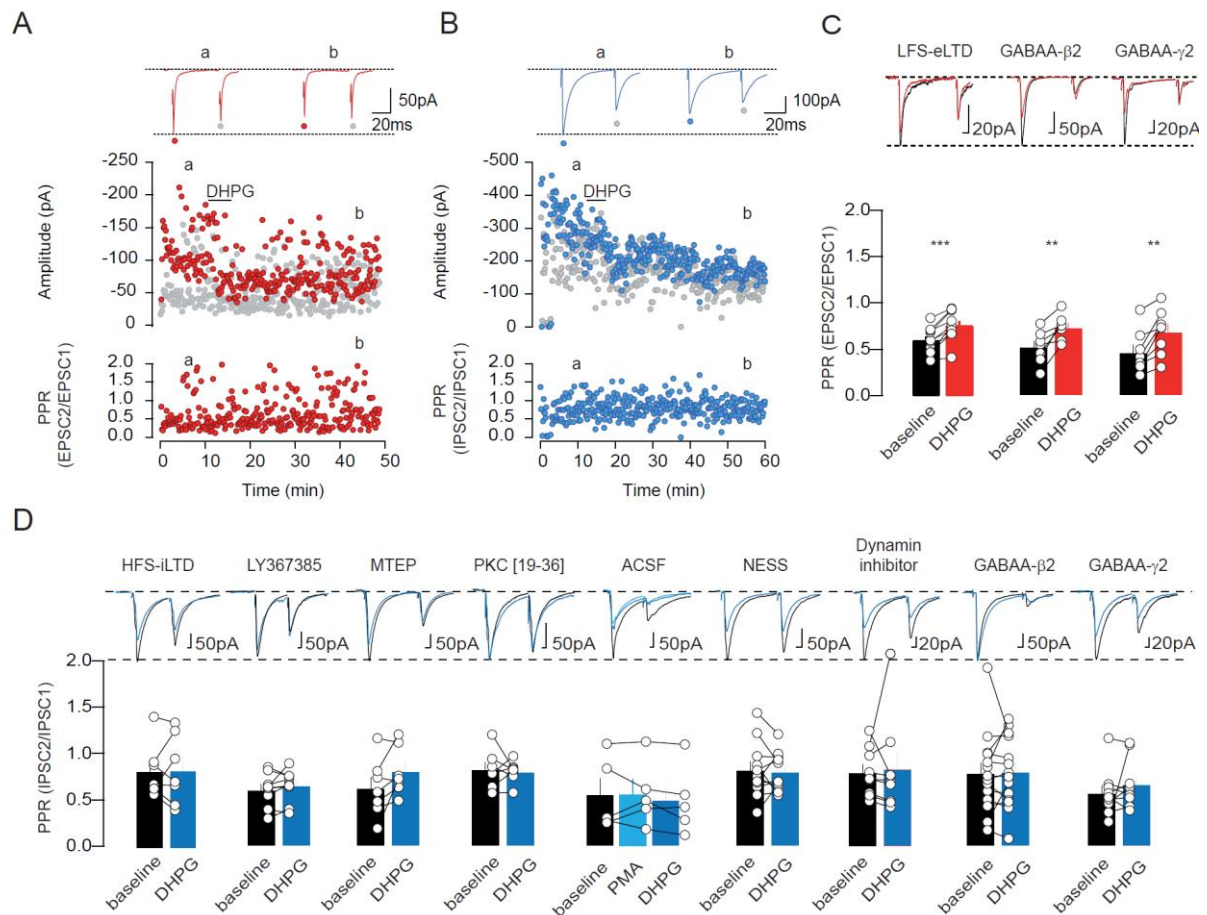 A
a
b
50pA
20ms
-250
-200
-150
-100
-50
0
Amplitude (pA)
a
DHPG
b
2.0
1.5
1.0
0.5
0.0
PPR
(EPSC2/EPSC1)
a
b
0 10 20 30 40 50
Time (min)
B
a
b
100pA
20ms
-500
-400
-300
-200
-100
0
Amplitude (pA)
a
DHPG
b
2.0
1.5
1.0
0.5
0.0
PPR
(IPSC2/IPSC1)
a
b
0 10 20 30 40 50 60
Time (min)
C
LFS-eLTD GABAA-β2 GABAA-γ2
20pA 50pA 20pA
2.0
1.5
1.0
0.5
0.0
PPR (EPSC2/EPSC1)
*** ** **
baseline DHPG baseline DHPG baseline DHPG
D
HFS-iLTD LY367385 MTEP PKC [19-36] ACSF NESS Dynamin
inhibitor GABAA-β2 GABAA-γ2
50pA 50pA 50pA 50pA 50pA 50pA 20pA 50pA 20pA
2.0
1.5
1.0
0.5
0.0
PPR (IPSC2/IPSC1)
baseline DHPG baseline DHPG baseline DHPG baseline DHPG baseline PMA DHPG baseline DHPG baseline DHPG baseline DHPG baseline DHPG